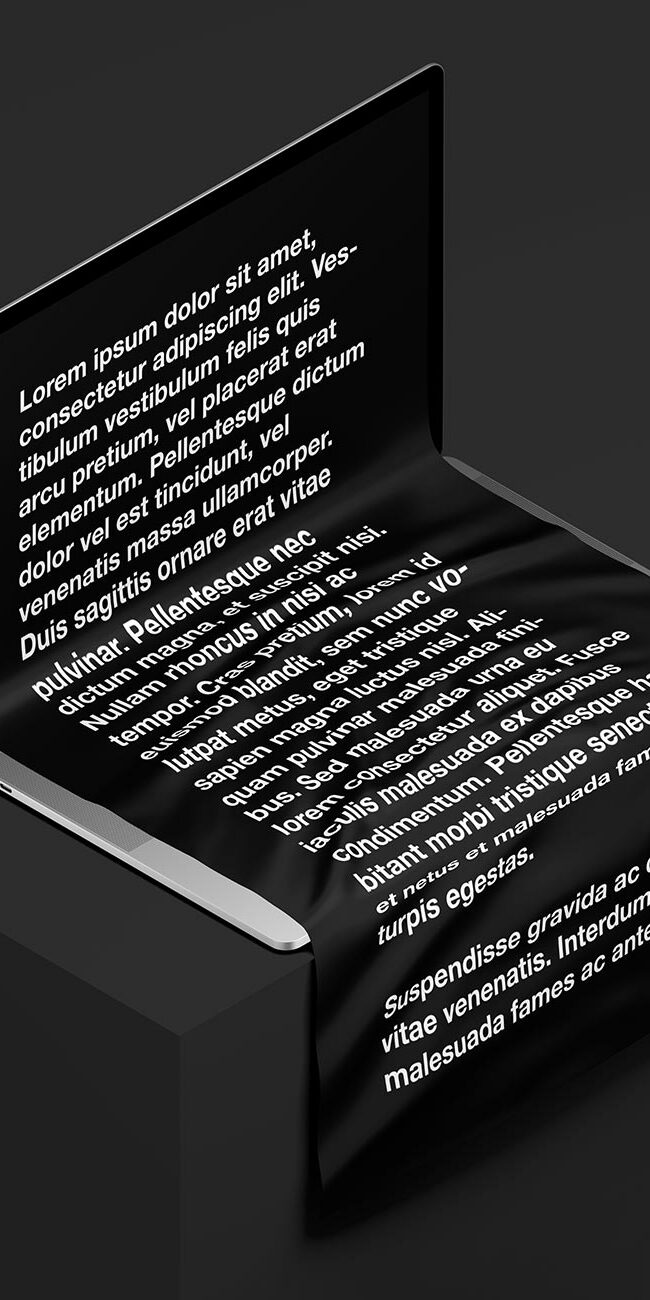 Lorem ipsum dolor sit amet,
consectetur adipiscing elit. Ves-
tibulum vestibulum felis quis
arcu pretium, vel placerat erat
elementum. Pellentesque dictum
dolor vel est tincidunt, vel
venenatis massa ullamcorper.
Duis sagittis ornare erat vitae
pulvinar. Pellentesque nec
dictum magna, et suscipit nisi.
Nullam rhoncus in nisi ac
tempor. Cras pretium, lorem id
euismod blandit, sem nunc vo-
lutpat metus, eget tristique
sapien magna luctus nisl. Ali-
quam pulvinar malesuada fini-
bus. Sed malesuada urna eu
lorem consectetur aliquet. Fusce
iaculis malesuada ex dapibus
condimentum. Pellentesque
bitant morbi tristique
et netus et malesuada
turpis egestas.
Suspendisse gravida ac
vitae venenatis. Interdum
malesuada fames ac ante